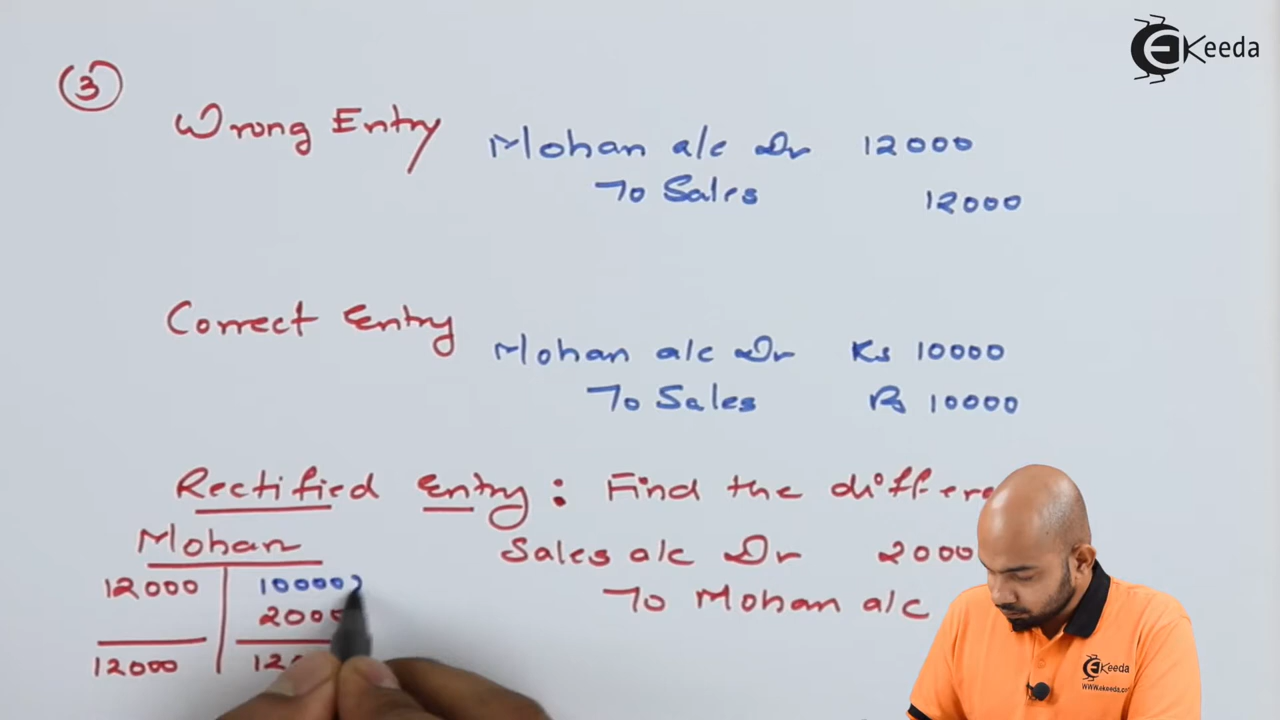 EKeeda
3
Wrong Entry
Mohan a/c Dr 12000
To Sales 12000
Correct Entry
Mohan a/c Dr Rs 10000
To Sales Rs 10000
Rectified Entry : Find the
Sales a/c Dr 2000
To Mohan a/c
Mohan
12000 10000
2000
12000
EKeeda